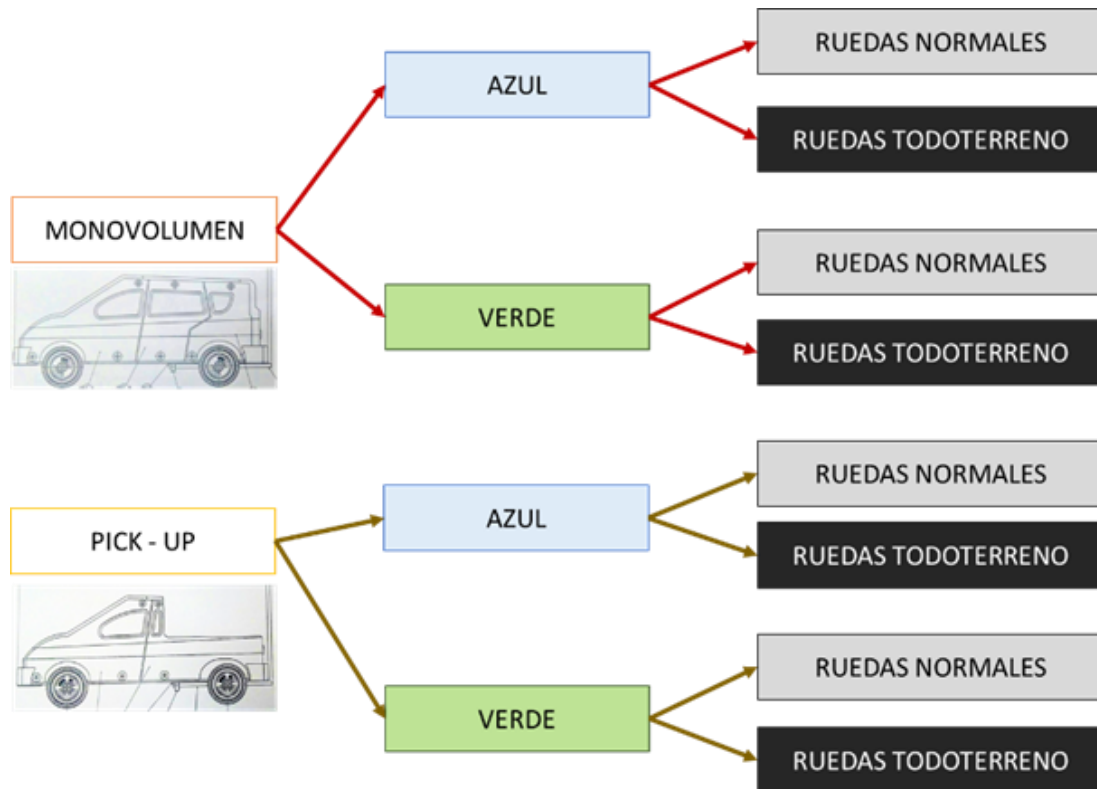 AZUL
RUEDAS NORMALES
RUEDAS TODOTERRENO
MONOVOLUMEN
VERDE
RUEDAS NORMALES
RUEDAS TODOTERRENO
PICK - UP
AZUL
RUEDAS NORMALES
RUEDAS TODOTERRENO
VERDE
RUEDAS NORMALES
RUEDAS TODOTERRENO